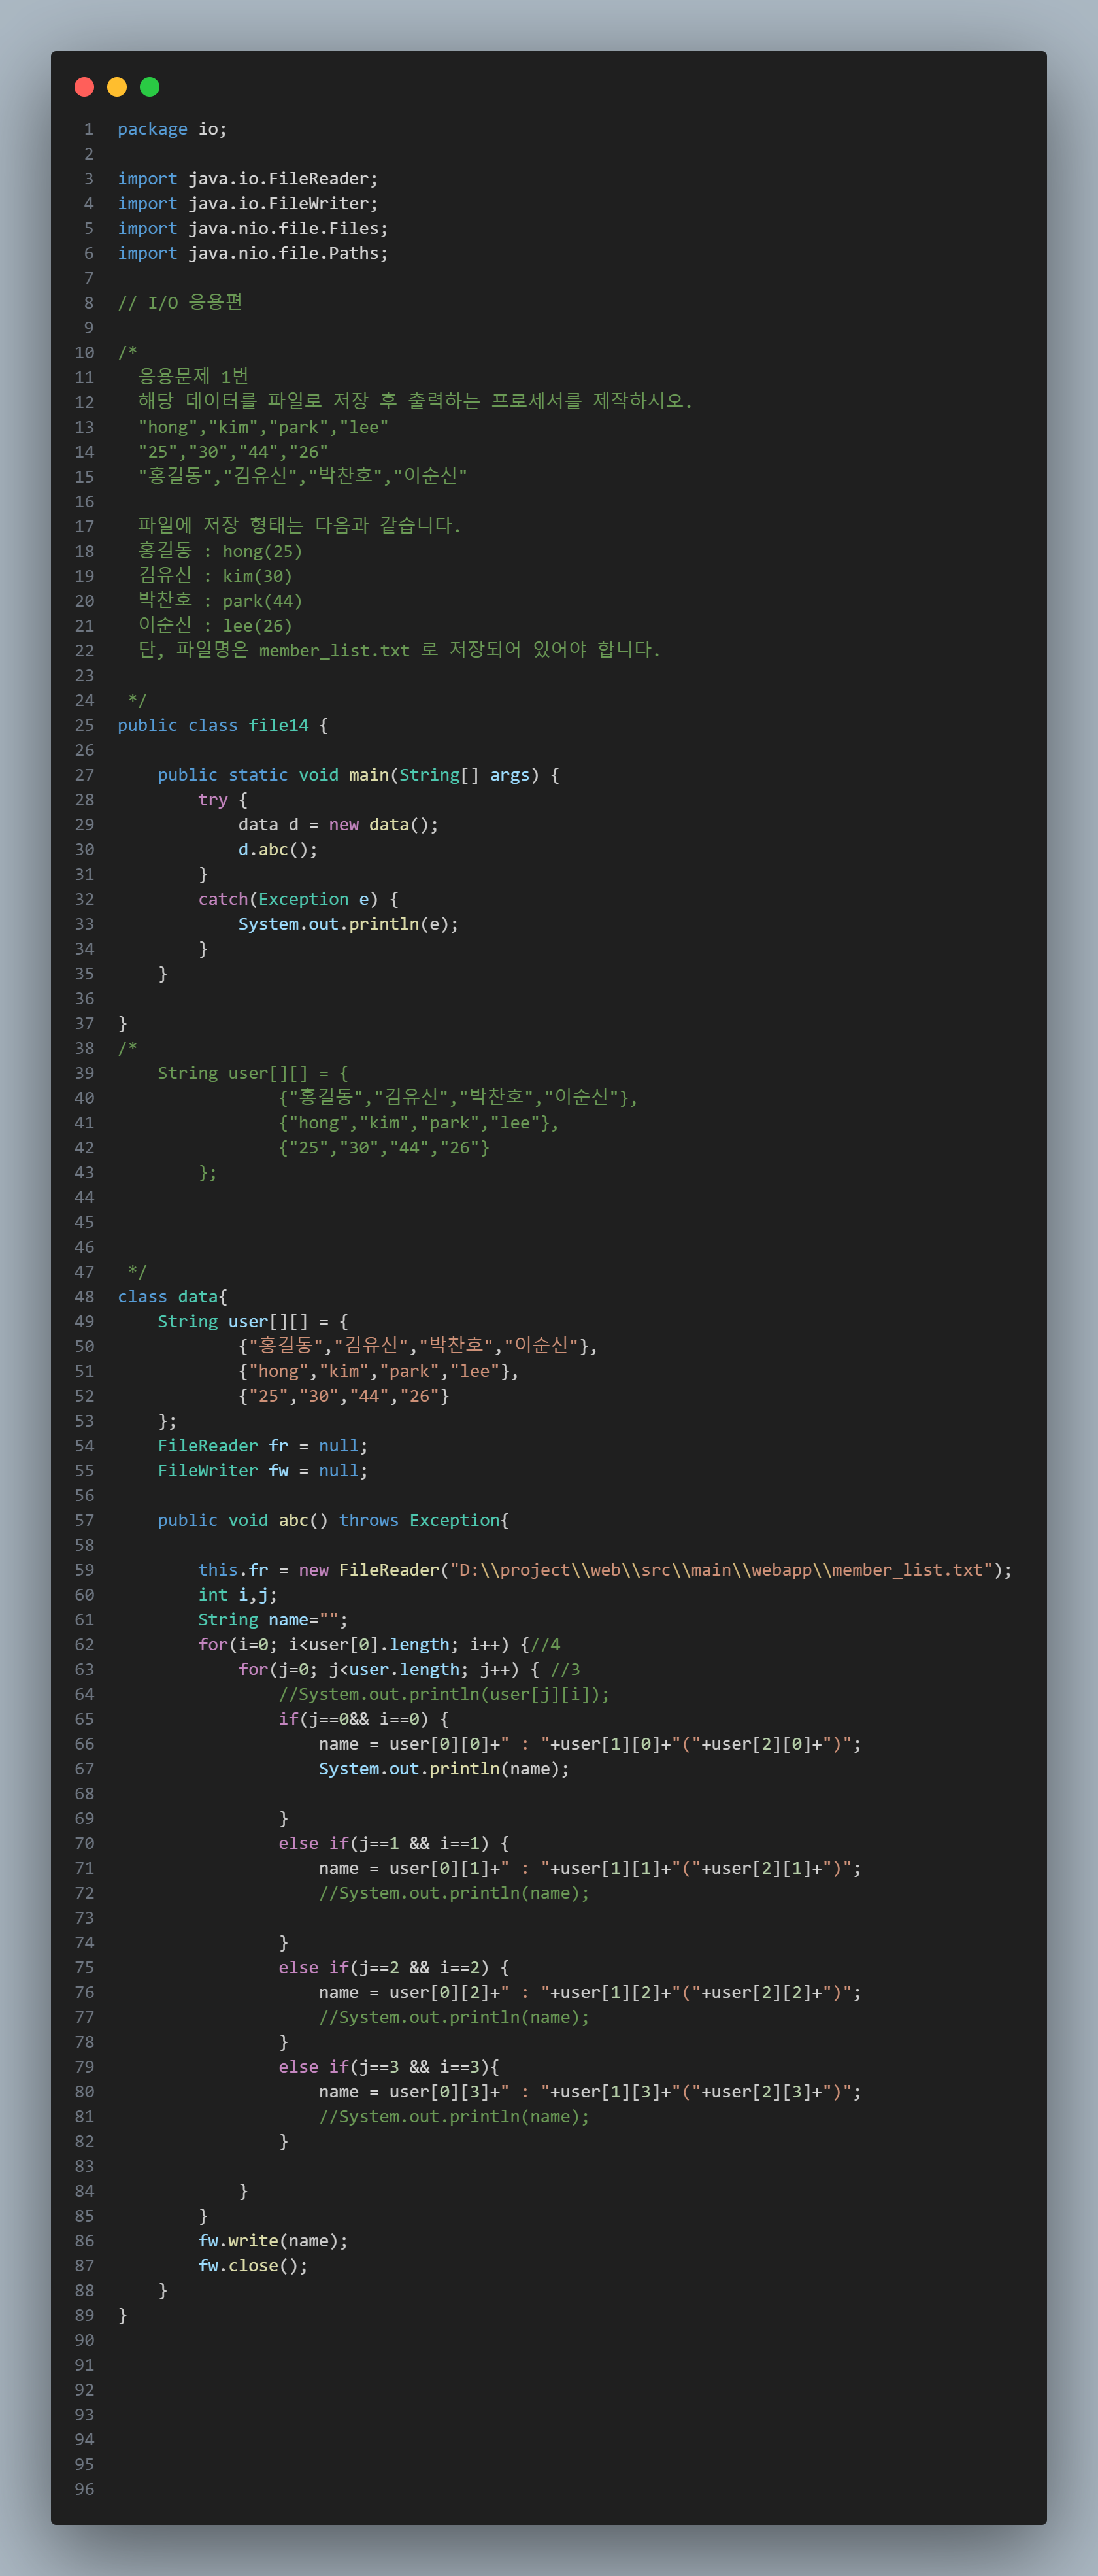 1 package io;
2
3 import java.io.FileReader;
4 import java.io.FileWriter;
5 import java.nio.file.Files;
6 import java.nio.file.Paths;
7
8 // I/O 응용편
9
10 /*
11   응용문제 1번
12   해당 데이터를 파일로 저장 후 출력하는 프로세서를 제작하시오.
13   "hong","kim","park","lee"
14   "25","30","44","26"
15   "홍길동","김유신","박찬호","이순신"
16
17   파일에 저장 형태는 다음과 같습니다.
18   홍길동 : hong(25)
19   김유신 : kim(30)
20   박찬호 : park(44)
21   이순신 : lee(26)
22   단, 파일명은 member_list.txt 로 저장되어 있어야 합니다.
23
24  */
25 public class file14 {
26
27     public static void main(String[] args) {
28         try {
29             data d = new data();
30             d.abc();
31         }
32         catch(Exception e) {
33             System.out.println(e);
34         }
35     }
36
37 }
38 /*
39     String user[][] = {
40                 {"홍길동","김유신","박찬호","이순신"},
41                 {"hong","kim","park","lee"},
42                 {"25","30","44","26"}
43         };
44
45
46
47  */
48 class data{
49     String user[][] = {
50             {"홍길동","김유신","박찬호","이순신"},
51             {"hong","kim","park","lee"},
52             {"25","30","44","26"}
53     };
54     FileReader fr = null;
55     FileWriter fw = null;
56
57     public void abc() throws Exception{
58
59         this.fr = new FileReader("D:\\project\\web\\src\\main\\webapp\\member_list.txt");
60         int i,j;
61         String name="";
62         for(i=0; i<user[0].length; i++) {//4
63             for(j=0; j<user.length; j++) { //3
64                 //System.out.println(user[j][i]);
65                 if(j==0&& i==0) {
66                     name = user[0][0]+" : "+user[1][0]+"("+user[2][0]+")";
67                     System.out.println(name);
68
69                 }
70                 else if(j==1 && i==1) {
71                     name = user[0][1]+" : "+user[1][1]+"("+user[2][1]+")";
72                     //System.out.println(name);
73
74                 }
75                 else if(j==2 && i==2) {
76                     name = user[0][2]+" : "+user[1][2]+"("+user[2][2]+")";
77                     //System.out.println(name);
78                 }
79                 else if(j==3 && i==3){
80                     name = user[0][3]+" : "+user[1][3]+"("+user[2][3]+")";
81                     //System.out.println(name);
82                 }
83
84             }
85         }
86         fw.write(name);
87         fw.close();
88     }
89 }
90
91
92
93
94
95
96